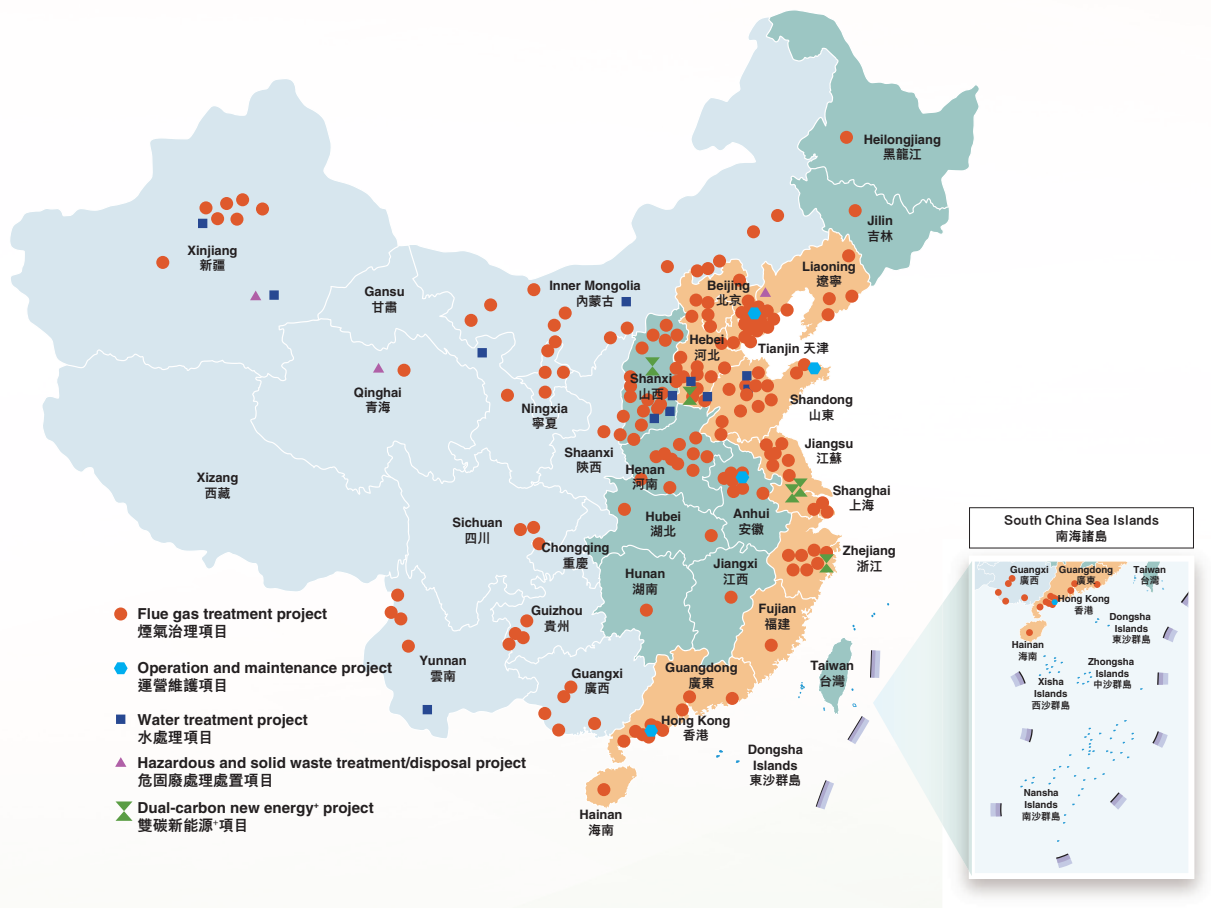 Heilongjiang
黑龍江
Jilin
吉林
Xinjiang
新疆
Liaoning
遼寧
Gansu
甘肅
Inner Mongolia
內蒙古
Beijing
北京
Hebei
河北
Tianjin 天津
Qinghai
青海
Shanxi
山西
Ningxia
寧夏
Shandong
山東
Shaanxi
陝西
Jiangsu
江蘇
Henan
河南
Xizang
西藏
Shanghai
上海
Anhui
安徽
Hubei
湖北
Sichuan
四川
Chongqing
重慶
Zhejiang
浙江
Hunan
湖南
Jiangxi
江西
Guizhou
貴州
Fujian
福建
Yunnan
雲南
Guangxi
廣西
Guangdong
廣東
Taiwan
台灣
Hong Kong
香港
Dongsha
Islands
東沙群島
Hainan
海南
Flue gas treatment project
煙氣治理項目
Operation and maintenance project
運營維護項目
Water treatment project
水處理項目
Hazardous and solid waste treatment/disposal project
危固廢處理處置項目
Dual-carbon new energy⁺ project
雙碳新能源⁺項目
South China Sea Islands
南海諸島
Guangxi
廣西
Guangdong
廣東
Taiwan
台灣
Hong Kong
香港
Dongsha
Islands
東沙群島
Hainan
海南
Zhongsha
Islands
中沙群島
Xisha
Islands
西沙群島
Nansha
Islands
南沙群島